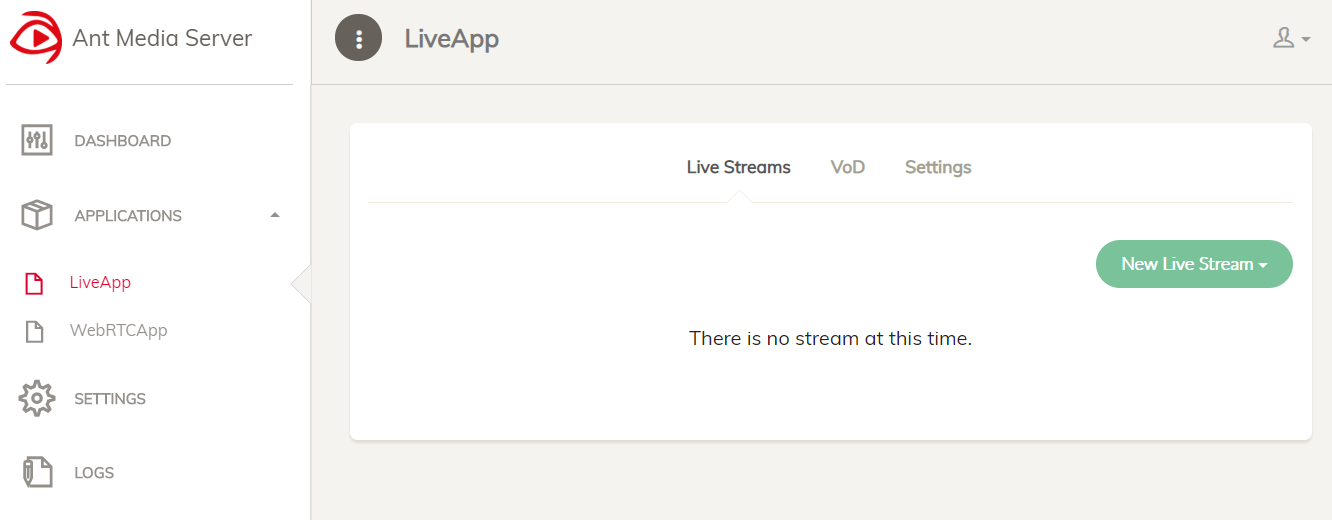 Ant Media Server
LiveApp
DASHBOARD
APPLICATIONS
LiveApp
WebRTCApp
SETTINGS
LOGS
Live Streams VoD Settings
New Live Stream
There is no stream at this time.